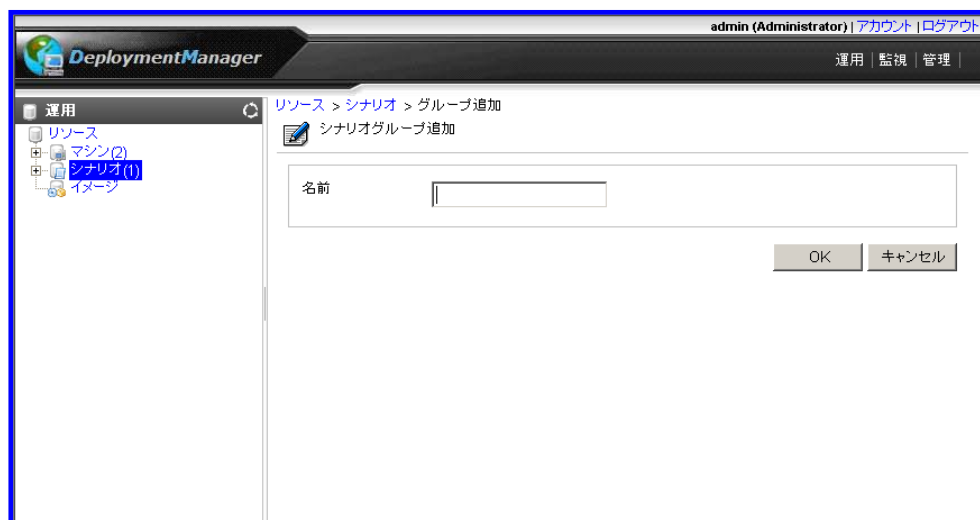 admin (Administrator) | アカウント | ログアウト
DeploymentManager
運用 | 監視 | 管理 |
運用
リソース
マシン(2)
シナリオ(1)
イメージ
リソース > シナリオ > グループ追加
シナリオグループ追加
名前
OK キャンセル